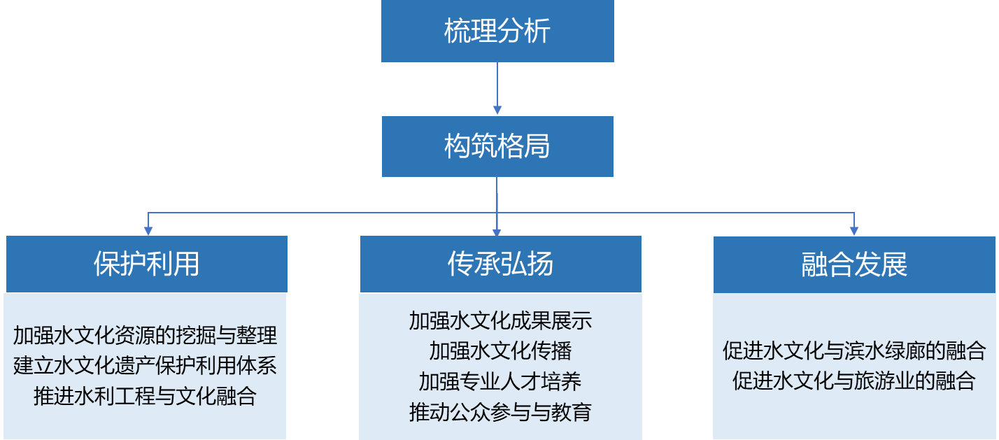 梳理分析
构筑格局
保护利用
加强水文化资源的挖掘与整理
建立水文化遗产保护利用体系
推进水利工程与文化融合
传承弘扬
加强水文化成果展示
加强水文化传播
加强专业人才培养
推动公众参与与教育
融合发展
促进水文化与滨水绿廊的融合
促进水文化与旅游业的融合